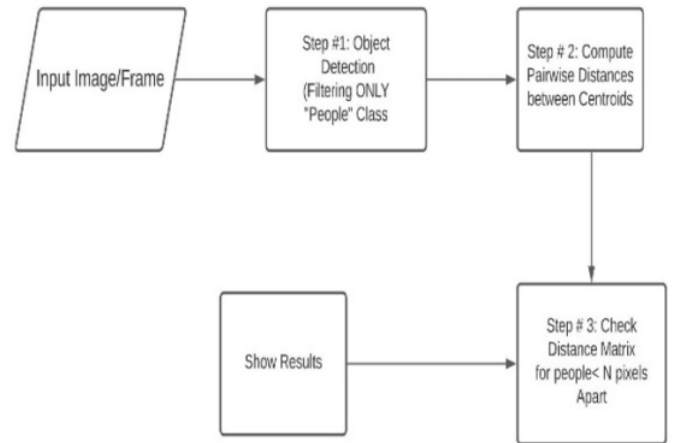 Input Image/Frame
Step #1: Object
Detection
(Filtering ONLY
"People" Class
Step # 2: Compute
Pairwise Distances
between Centroids
Step # 3: Check
Distance Matrix
for people< N pixels
Apart
Show Results